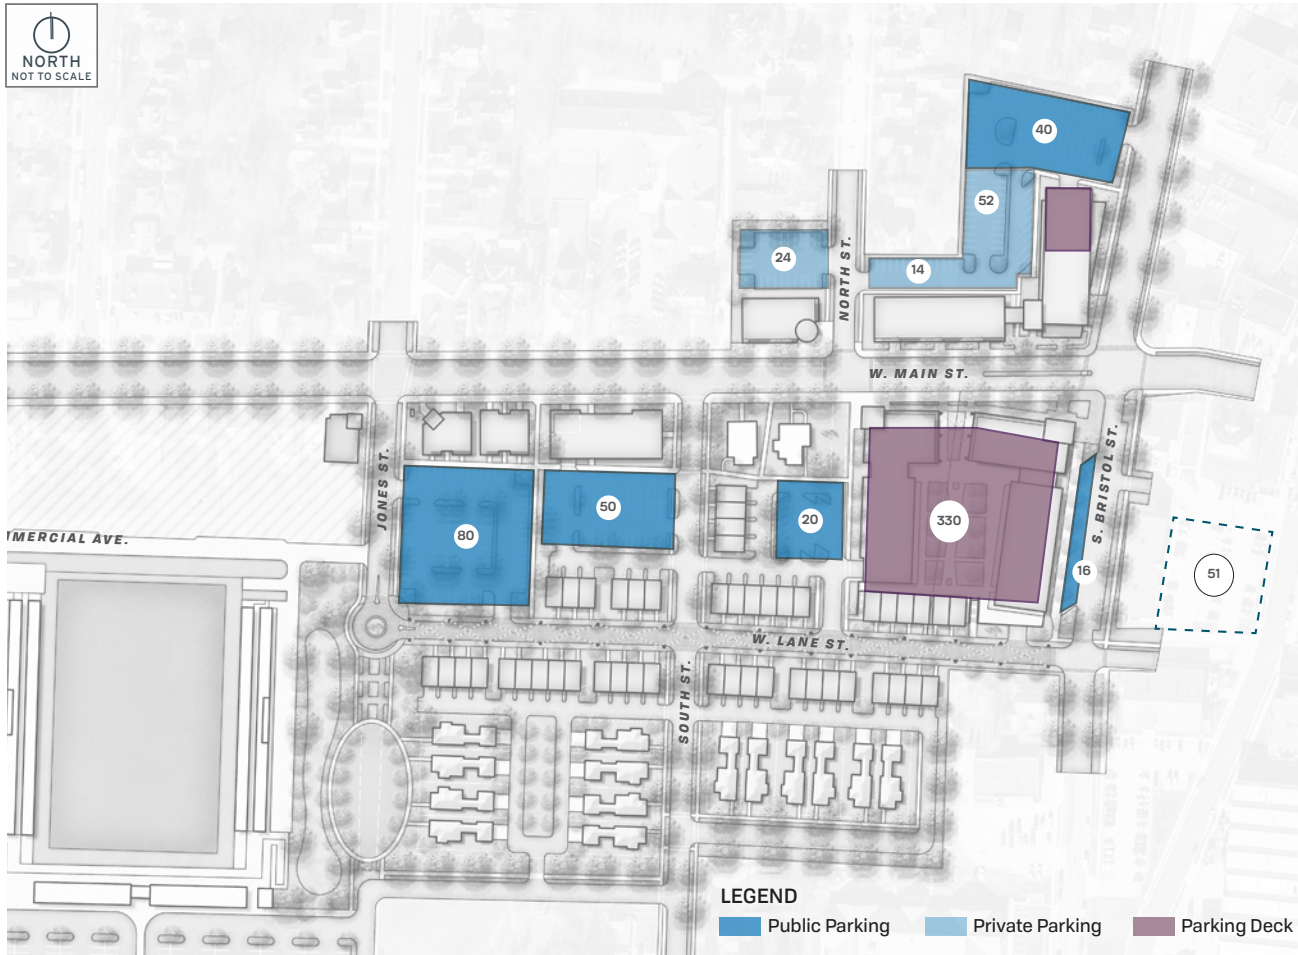 NORTH
NOT TO SCALE
40
52
24
14
NORTH ST.
W. MAIN ST.
JONES ST.
S. BRISTOL ST.
50
80
20
330
16
51
MMERCIAL AVE.
W. LANE ST.
SOUTH ST.
LEGEND
Public Parking
Private Parking
Parking Deck